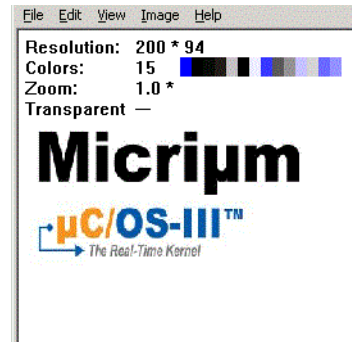 File Edit View Image Help
Resolution: 200 * 94
Colors: 15
Zoom: 1.0 *
Transparent —
Micriµm
µC/OS-III™
The Real-Time Kernel